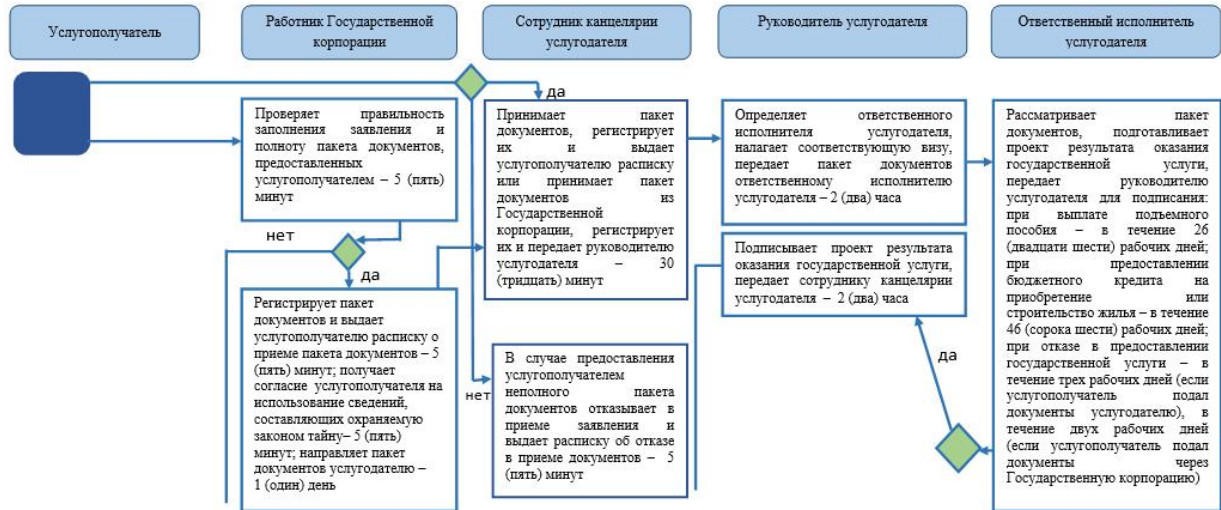 Услугополучатель
Работник Государственной
корпорации
Сотрудник канцелярии
услугодателя
Руководитель услугодателя
Ответственный исполнитель
услугодателя
да
Проверяет правильность
заполнения заявления и
полноту пакета документов,
предоставленных
услугополучателем – 5 (пять)
минут
нет
да
Регистрирует пакет
документов и выдает
услугополучателю расписку о
приеме пакета документов – 5
(пять) минут; получает
согласие услугополучателя на
использование сведений,
составляющих охраняемую
законом тайну– 5 (пять)
минут; направляет пакет
документов услугодателю –
1 (один) день
Принимает пакет
документов, регистрирует
их и выдает
услугополучателю расписку
или принимает пакет
документов из
Государственной
корпорации, регистрирует
их и передает руководителю
услугодателя – 30
(тридцать) минут
нет
В случае предоставления
услугополучателем
неполного пакета
документов отказывает в
приеме заявления и
выдает расписку об отказе
в приеме документов – 5
(пять) минут
Определяет ответственного
исполнителя услугодателя,
налагает соответствующую визу,
передает пакет документов
ответственному исполнителю
услугодателя – 2 (два) часа
Подписывает проект результата
оказания государственной услуги,
передает сотруднику канцелярии
услугодателя – 2 (два) часа
да
Рассматривает пакет
документов, подготавливает
проект результата оказания
государственной услуги,
передает руководителю
услугодателя для подписания:
при выплате подъемного
пособия – в течение 26
(двадцати шести) рабочих дней;
при предоставлении
бюджетного кредита на
приобретение или
строительство жилья – в течение
46 (сорока шести) рабочих дней;
при отказе в предоставлении
государственной услуги – в
течение трех рабочих дней (если
услугополучатель подал
документы услугодателю), в
течение двух рабочих дней
(если услугополучатель подал
документы через
Государственную корпорацию)